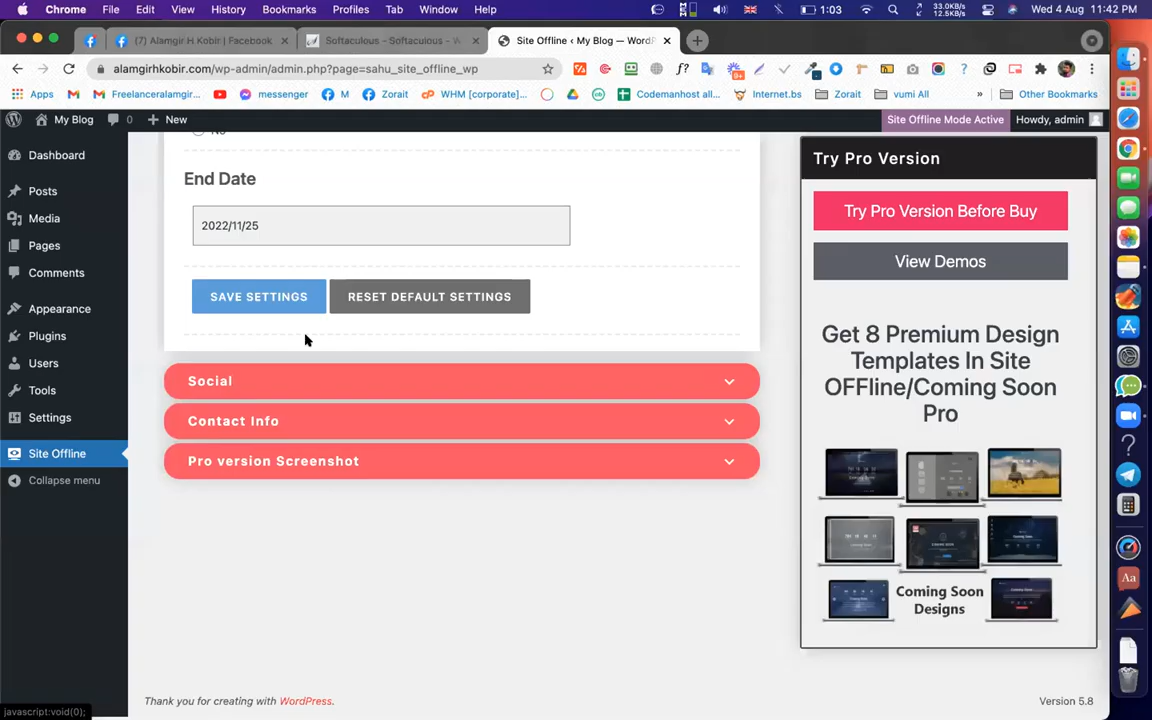 Chrome File Edit View History Bookmarks Profiles Tab Window Help 1:03 33.0KB/s 12.5KB/s Wed 4 Aug 11:42 PM
(7) Alamgir H Kobir | Facebook Softaculous - Softaculous - W Site Offline ‹ My Blog — WordP
alamgirhkobir.com/wp-admin/admin.php?page=sahu_site_offline_wp
Apps Freelanceralamgir... messenger M Zorait WHM [corporate]... Codemanhost all... Internet.bs Zorait vumi All » Other Bookmarks
My Blog 0 New Site Offline Mode Active Howdy, admin
Dashboard
Posts
Media
Pages
Comments
Appearance
Plugins
Users
Tools
Settings
Site Offline
Collapse menu
No
End Date
2022/11/25
SAVE SETTINGS RESET DEFAULT SETTINGS
Social
Contact Info
Pro version Screenshot
Try Pro Version
Try Pro Version Before Buy
View Demos
Get 8 Premium Design
Templates In Site
OFFline/Coming Soon
Pro
Coming Soon
Designs
Thank you for creating with WordPress. Version 5.8
javascript:void(0);